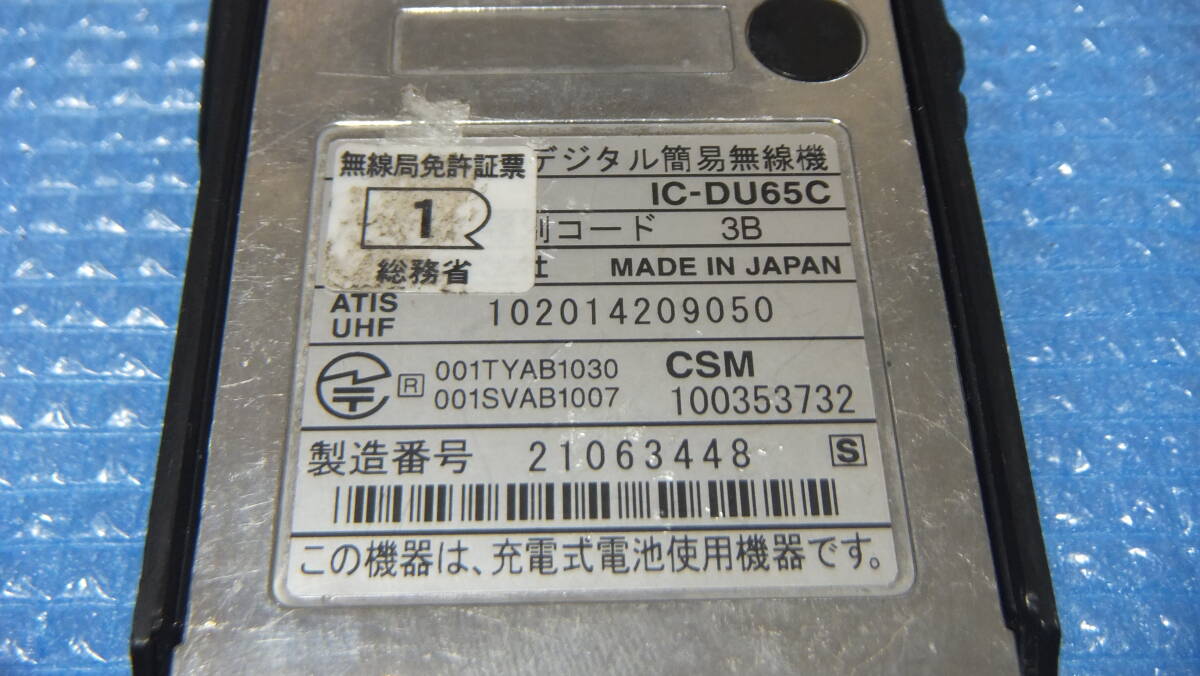 無線局免許証票
1
総務省
デジタル簡易無線機
IC-DU65C
別コード 3B
社 MADE IN JAPAN
ATIS
UHF 102014209050
R 001TYAB1030 CSM
001SVAB1007 100353732
製造番号 21063448 S
この機器は、充電式電池使用機器です。